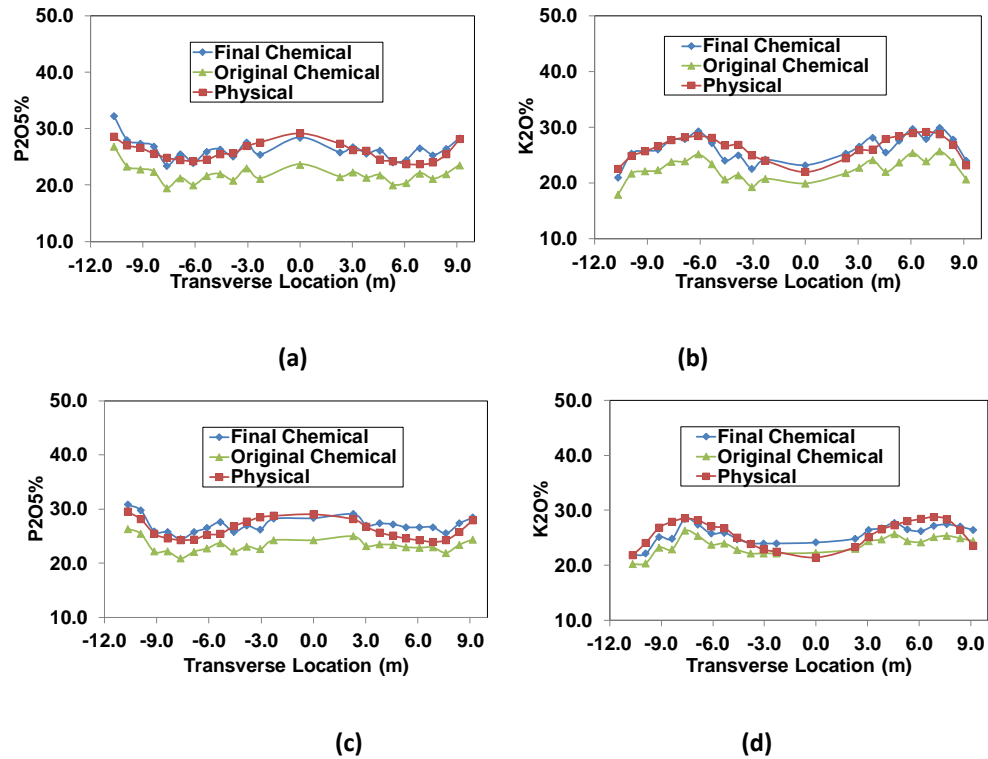 (a)
50.0
40.0
30.0
20.0
10.0
P2O5%
Final Chemical
Original Chemical
Physical
-12.0 -9.0 -6.0 -3.0 0.0 3.0 6.0 9.0
Transverse Location (m)
(b)
50.0
40.0
30.0
20.0
10.0
K2O%
Final Chemical
Original Chemical
Physical
-12.0 -9.0 -6.0 -3.0 0.0 3.0 6.0 9.0
Transverse Location (m)
(a)
(b)
50.0
40.0
30.0
20.0
10.0
P2O5%
Final Chemical
Original Chemical
Physical
-12.0 -9.0 -6.0 -3.0 0.0 3.0 6.0 9.0
Transverse Location (m)
50.0
40.0
30.0
20.0
10.0
K2O%
Final Chemical
Original Chemical
Physical
-12.0 -9.0 -6.0 -3.0 0.0 3.0 6.0 9.0
Transverse Location (m)
(c)
(d)